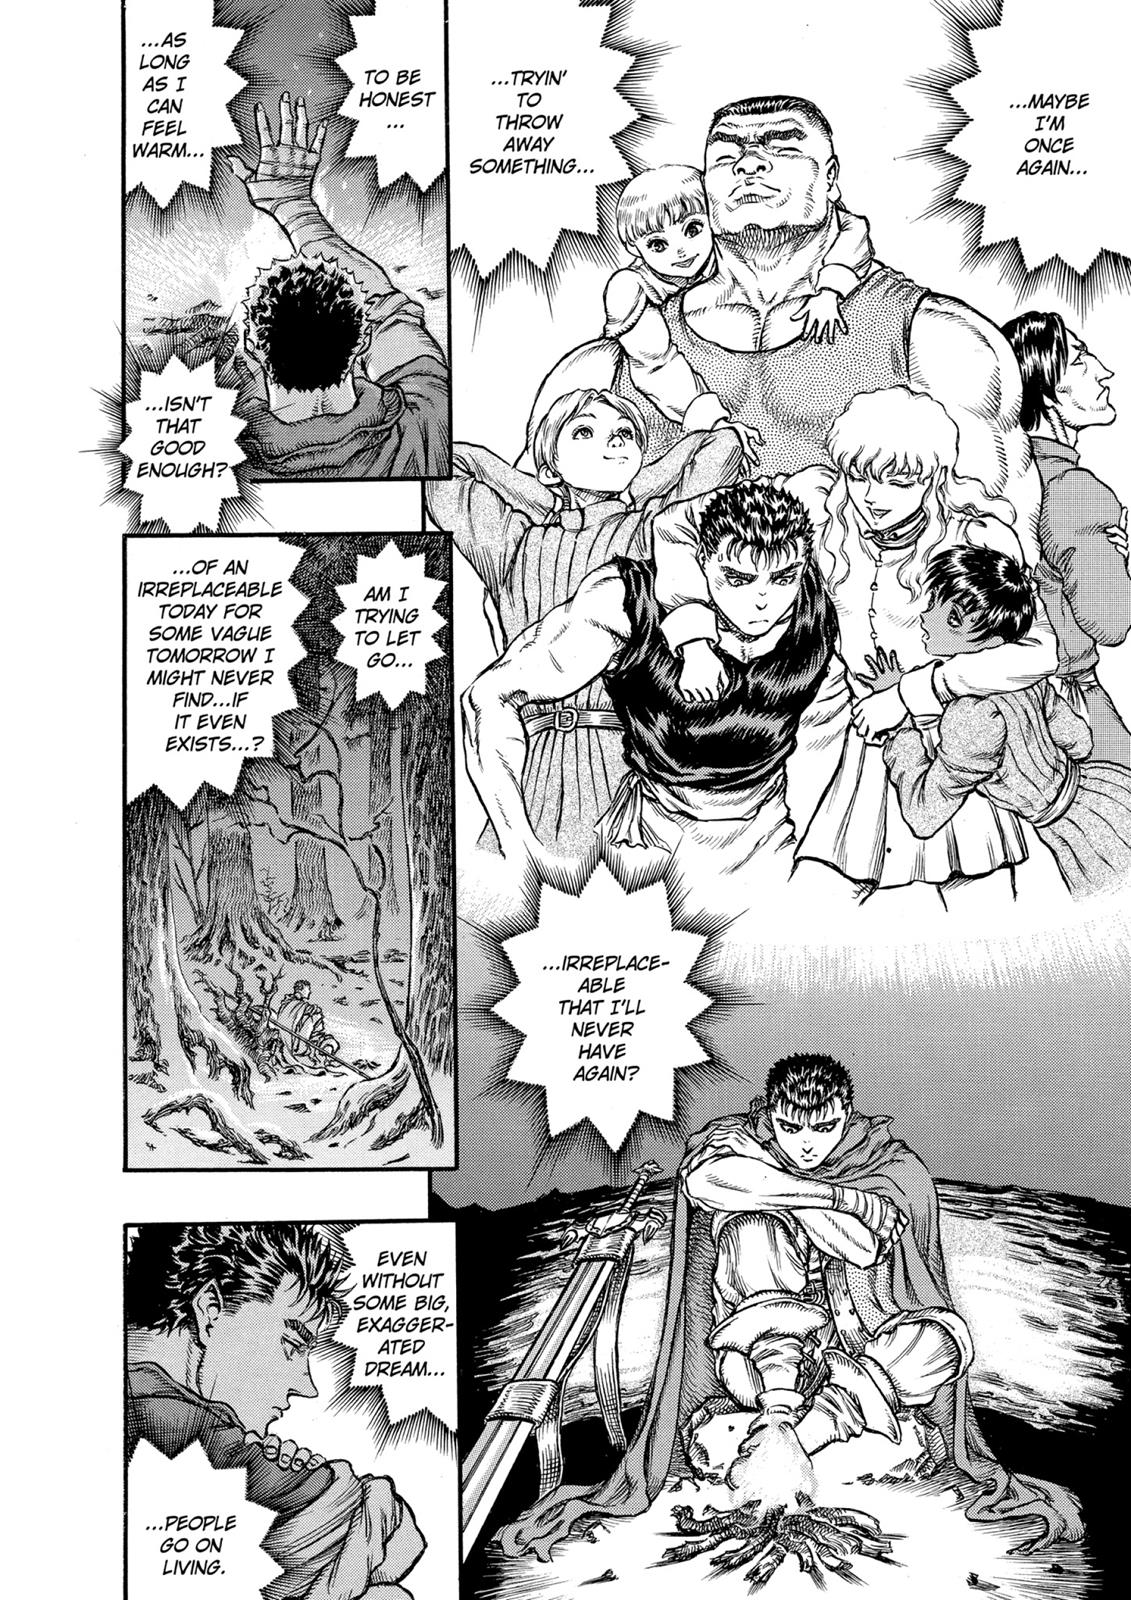 ...MAYBE
I'M
ONCE
AGAIN...
...TRYIN'
TO
THROW
AWAY
SOMETHING...
...IRREPLACE-
ABLE
THAT I'LL
NEVER
HAVE
AGAIN?
TO BE
HONEST
...
...AS
LONG
AS I
CAN
FEEL
WARM...
...ISN'T
THAT
GOOD
ENOUGH?
AM I
TRYING
TO LET
GO...
...OF AN
IRREPLACEABLE
TODAY FOR
SOME VAGUE
TOMORROW I
MIGHT NEVER
FIND...IF
IT EVEN
EXISTS...?
EVEN
WITHOUT
SOME BIG,
EXAGGER-
ATED
DREAM...
...PEOPLE
GO ON
LIVING.